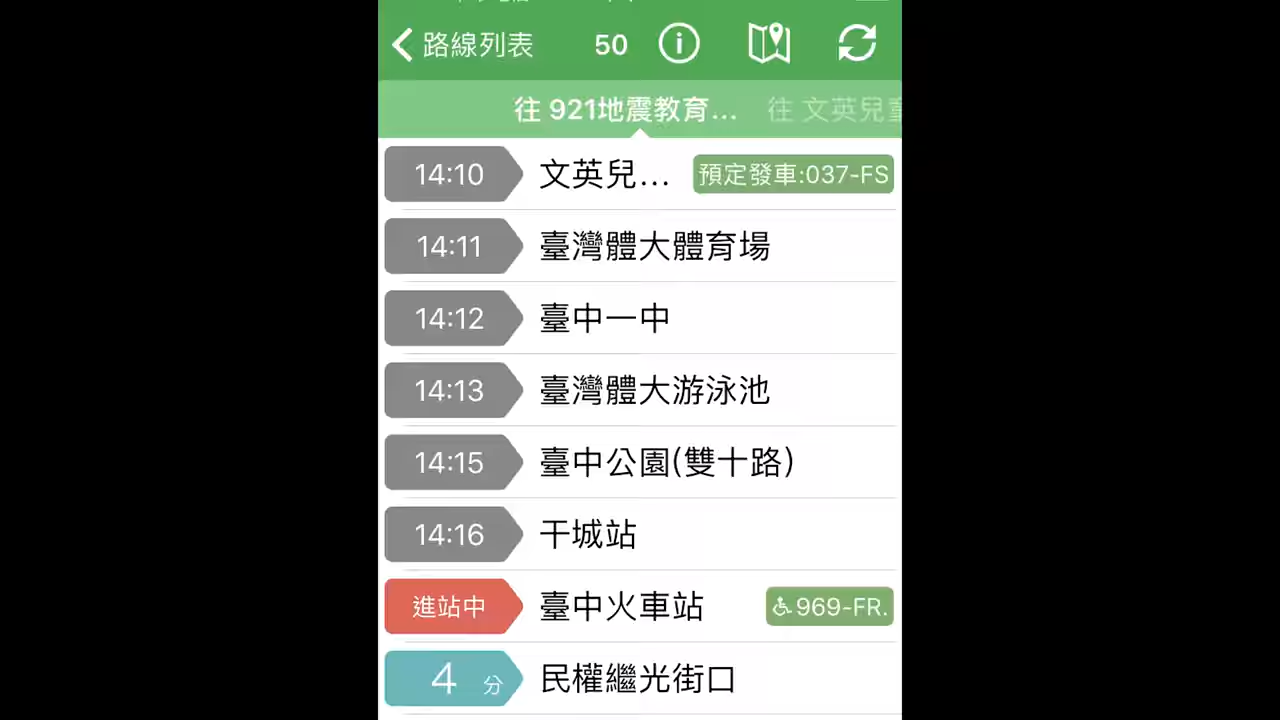 路線列表 50
往 921地震教育... 往 文英兒
14:10 文英兒... 預定發車:037-FS
14:11 臺灣體大體育場
14:12 臺中一中
14:13 臺灣體大游泳池
14:15 臺中公園(雙十路)
14:16 干城站
進站中 臺中火車站 969-FR.
4 分 民權繼光街口